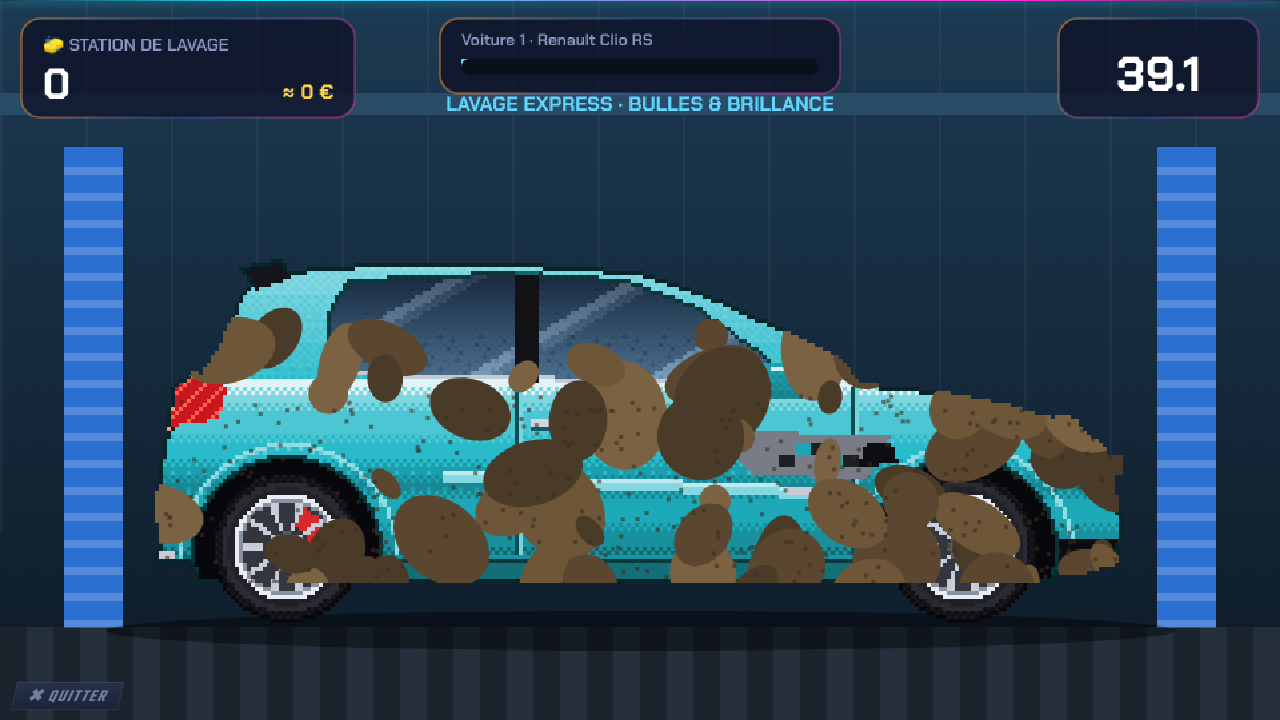 STATION DE LAVAGE
0
≈ 0 €
Voiture 1 · Renault Clio RS
39.1
LAVAGE EXPRESS · BULLES & BRILLANCE
✖ QUITTER